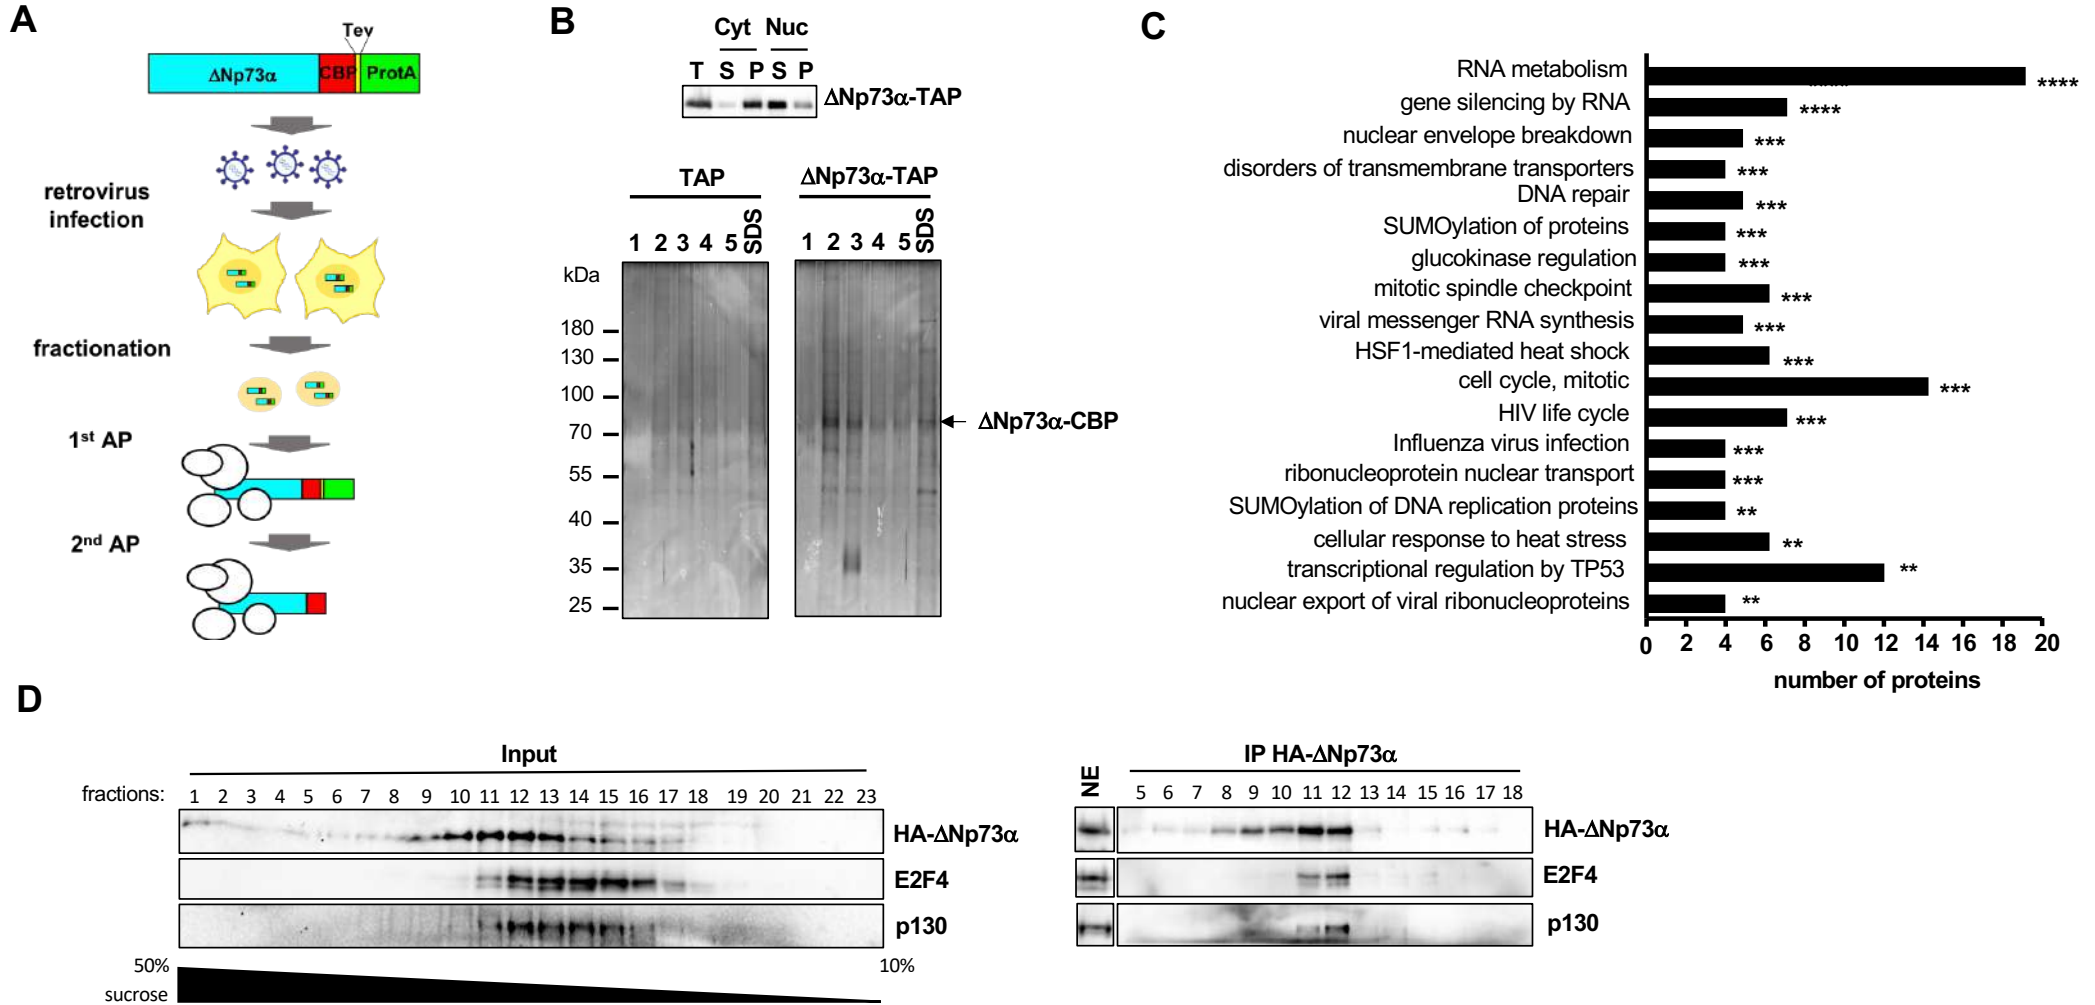 A
Tev
ΔNp73α
CBP
ProtA
retrovirus
infection
fractionation
1st AP
2nd AP
B
Cyt Nuc
T S P S P
ΔNp73α-TAP
TAP
ΔNp73α-TAP
1 2 3 4 5 SDS
1 2 3 4 5 SDS
kDa
180
130
100
70
55
40
35
25
ΔNp73α-CBP
C
RNA metabolism ****
gene silencing by RNA ****
nuclear envelope breakdown ***
disorders of transmembrane transporters ***
DNA repair ***
SUMOylation of proteins ***
glucokinase regulation ***
mitotic spindle checkpoint ***
viral messenger RNA synthesis ***
HSF1-mediated heat shock ***
cell cycle, mitotic ***
HIV life cycle ***
Influenza virus infection ***
ribonucleoprotein nuclear transport ***
SUMOylation of DNA replication proteins **
cellular response to heat stress **
transcriptional regulation by TP53 **
nuclear export of viral ribonucleoproteins **
0 2 4 6 8 10 12 14 16 18 20
number of proteins
D
Input
fractions: 1 2 3 4 5 6 7 8 9 10 11 12 13 14 15 16 17 18 19 20 21 22 23
HA-ΔNp73α
E2F4
p130
50% 10%
sucrose
NE
IP HA-ΔNp73α
5 6 7 8 9 10 11 12 13 14 15 16 17 18
HA-ΔNp73α
E2F4
p130